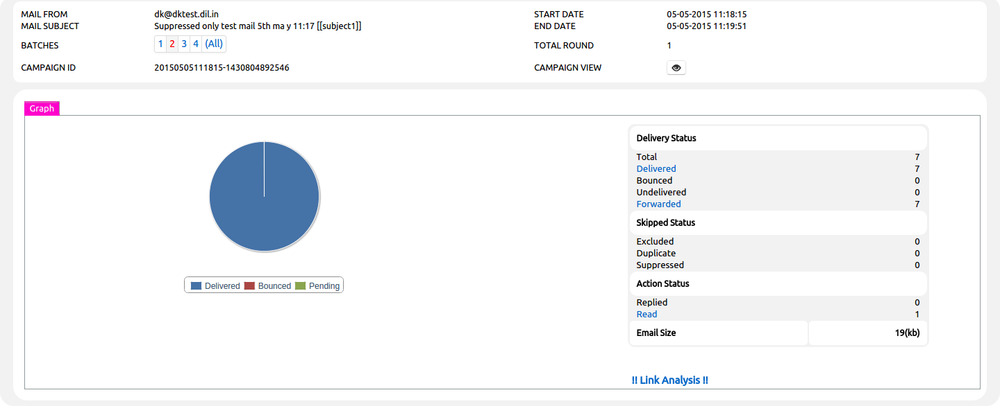 MAIL FROM dk@dktest.dil.in START DATE 05-05-2015 11:18:15
MAIL SUBJECT Suppressed only test mail 5th ma y 11:17 [[subject1]] END DATE 05-05-2015 11:19:51
BATCHES 1 2 3 4 (All) TOTAL ROUND 1
CAMPAIGN ID 20150505111815-1430804892546 CAMPAIGN VIEW
Graph
Delivered Bounced Pending
Delivery Status
Total 7
Delivered 7
Bounced 0
Undelivered 0
Forwarded 7
Skipped Status
Excluded 0
Duplicate 0
Suppressed 0
Action Status
Replied 0
Read 1
Email Size 19(kb)
!! Link Analysis !!